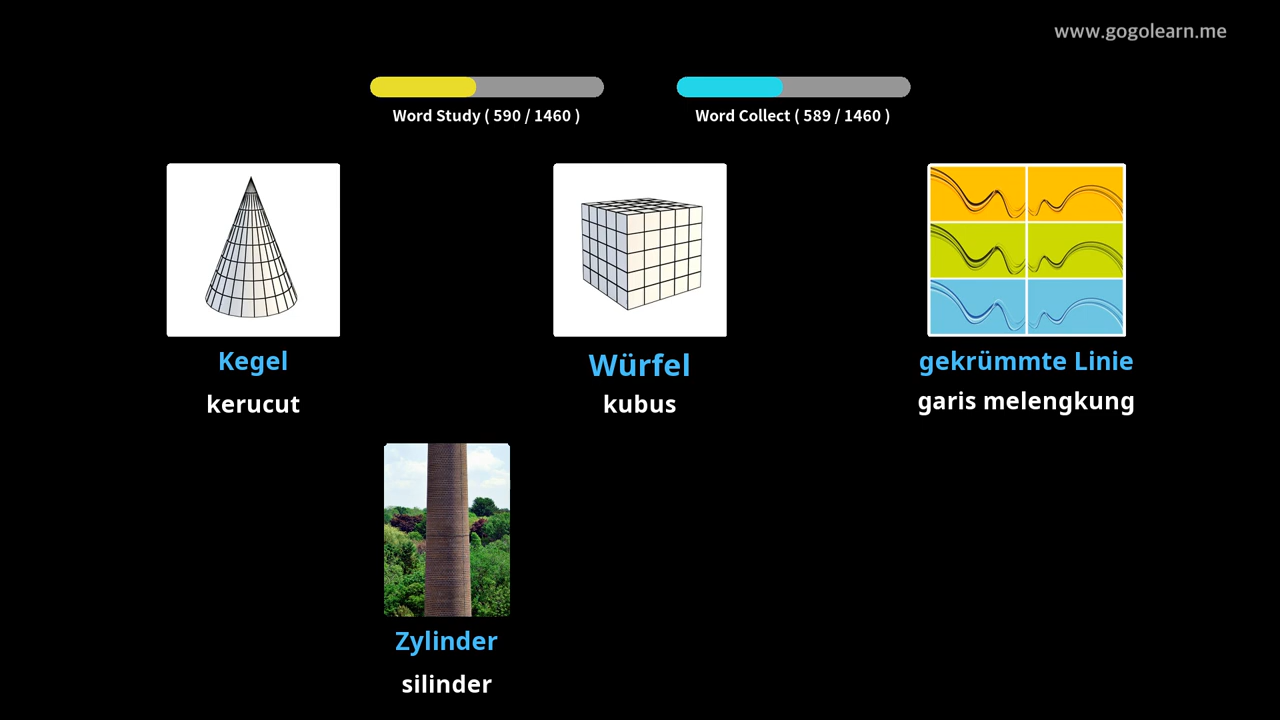 www.gogolearn.me
Word Study ( 590 / 1460 )
Word Collect ( 589 / 1460 )
Kegel
kerucut
Würfel
kubus
gekrümmte Linie
garis melengkung
Zylinder
silinder